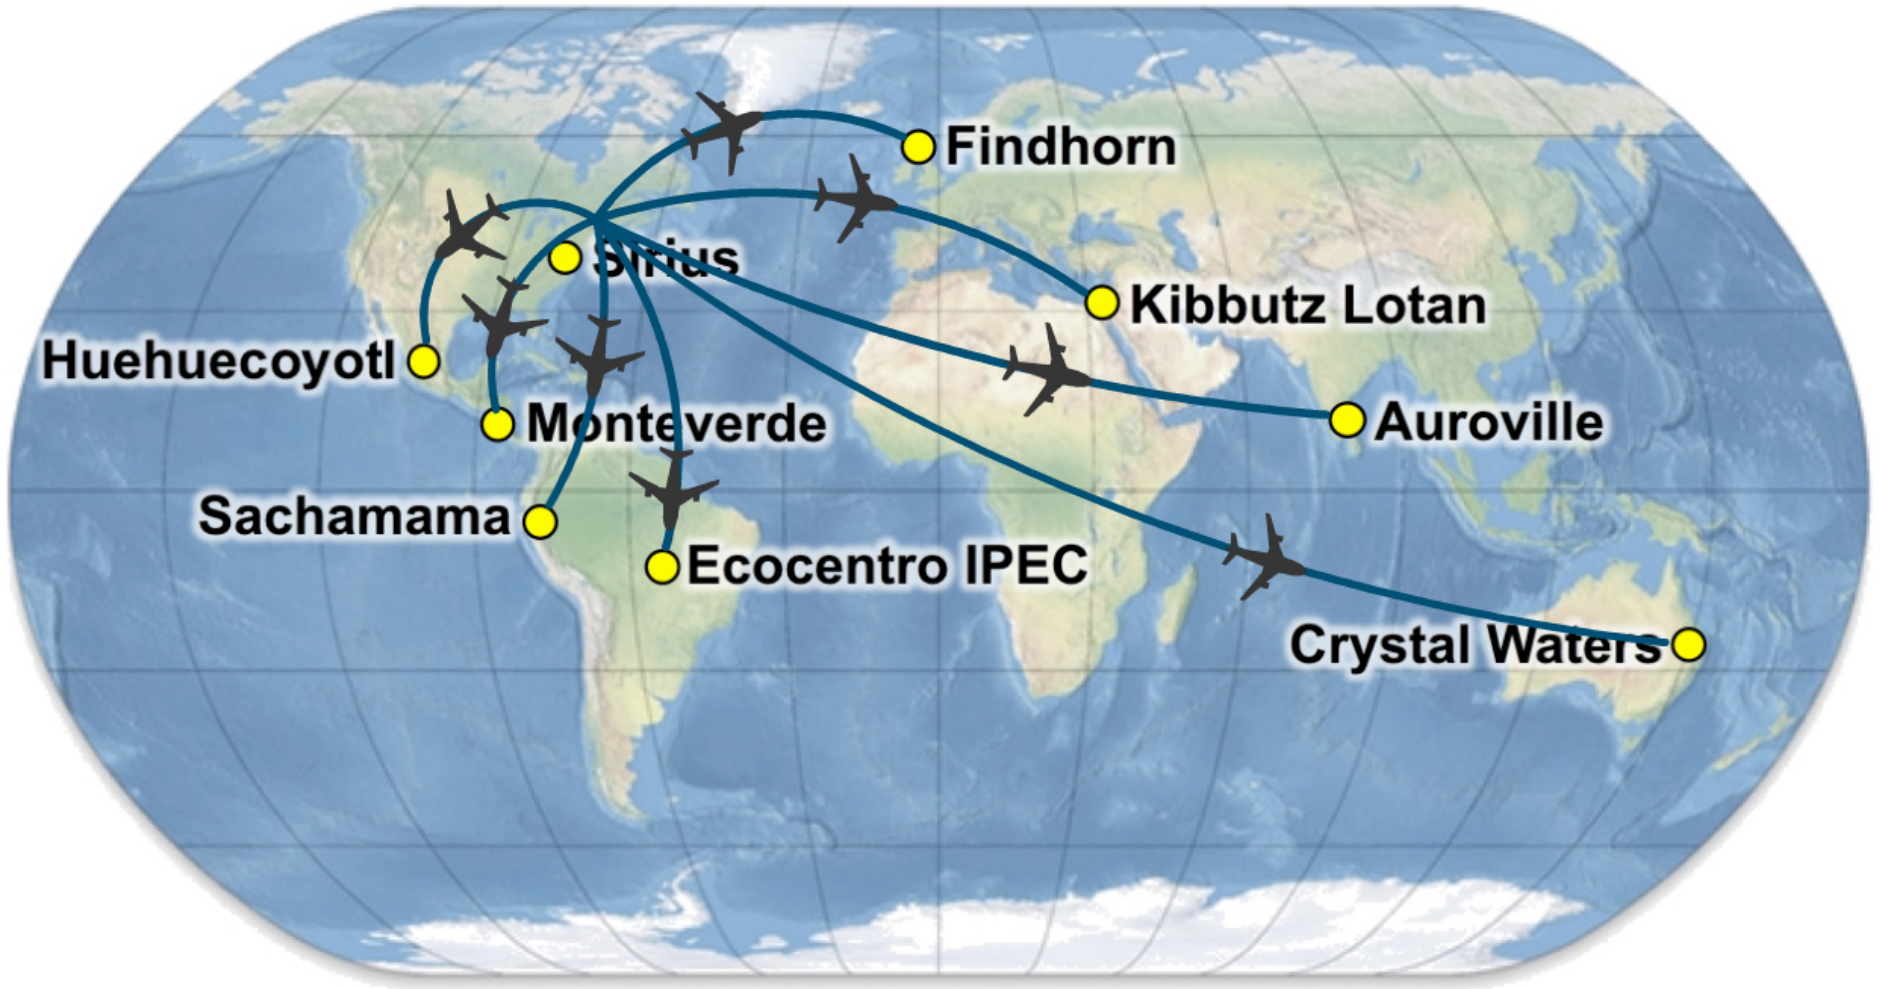 Findhorn
Sirius
Kibbutz Lotan
Huehuecoyotl
Monteverde
Auroville
Sachamama
Ecocentro IPEC
Crystal Waters